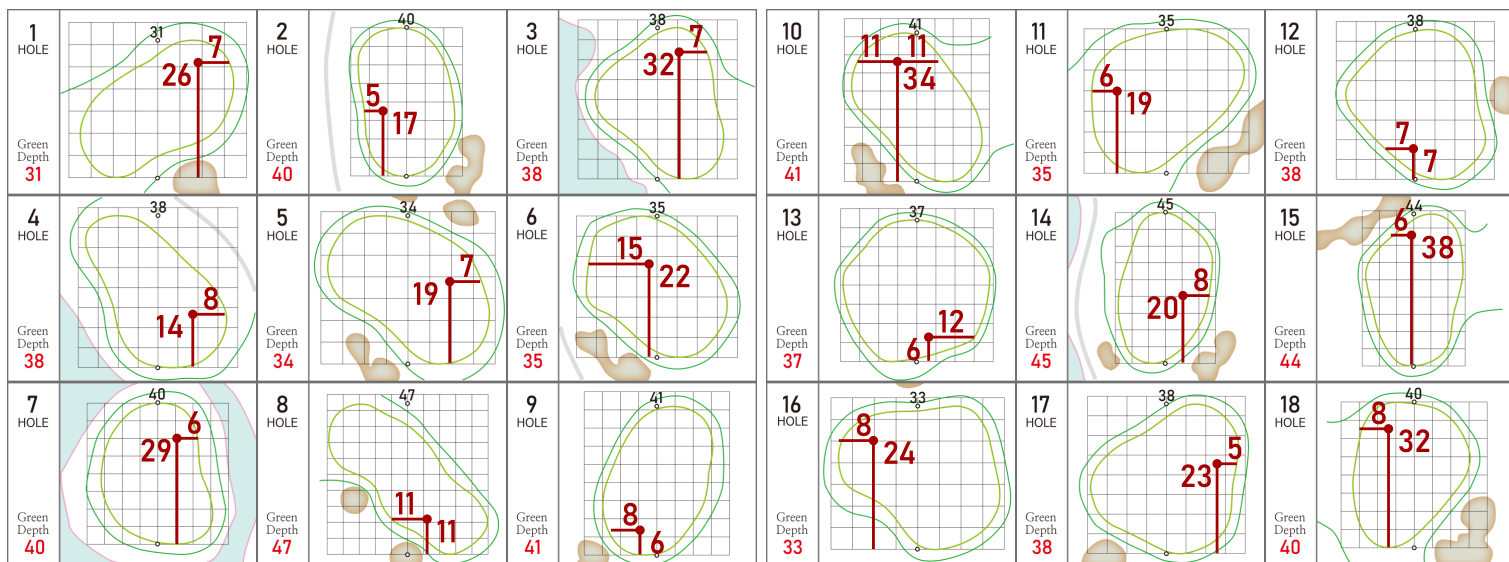 1
HOLE
31
7
26
Green
Depth
31
2
HOLE
40
5
17
Green
Depth
40
3
HOLE
38
7
32
Green
Depth
38
4
HOLE
38
8
14
Green
Depth
38
5
HOLE
34
7
19
Green
Depth
34
6
HOLE
35
15
22
Green
Depth
35
7
HOLE
40
6
29
Green
Depth
40
8
HOLE
47
11
11
Green
Depth
47
9
HOLE
41
8
6
Green
Depth
41
10
HOLE
41
11 11
34
Green
Depth
41
11
HOLE
35
6
19
Green
Depth
35
12
HOLE
38
7
7
Green
Depth
38
13
HOLE
37
12
6
Green
Depth
37
14
HOLE
45
8
20
Green
Depth
45
15
HOLE
44
6
38
Green
Depth
44
16
HOLE
33
8
24
Green
Depth
33
17
HOLE
38
5
23
Green
Depth
38
18
HOLE
40
8
32
Green
Depth
40